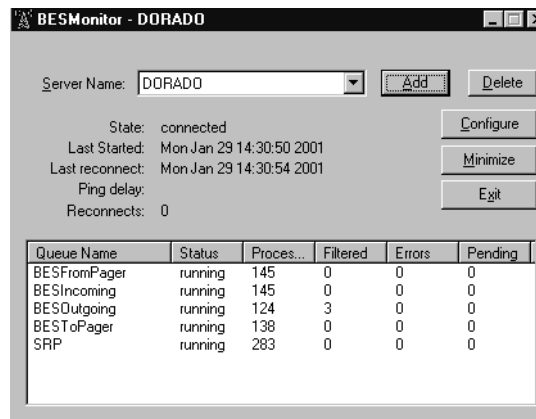 BESMonitor - DORADO
Server Name: DORADO Add Delete
State: connected Configure
Last Started: Mon Jan 29 14:30:50 2001
Last reconnect: Mon Jan 29 14:30:54 2001 Minimize
Ping delay:
Reconnects: 0 Exit
Queue Name Status Proces... Filtered Errors Pending
BESFromPager running 145 0 0 0
BESIncoming running 145 0 0 0
BESOutgoing running 124 3 0 0
BESToPager running 138 0 0 0
SRP running 283 0 0 0